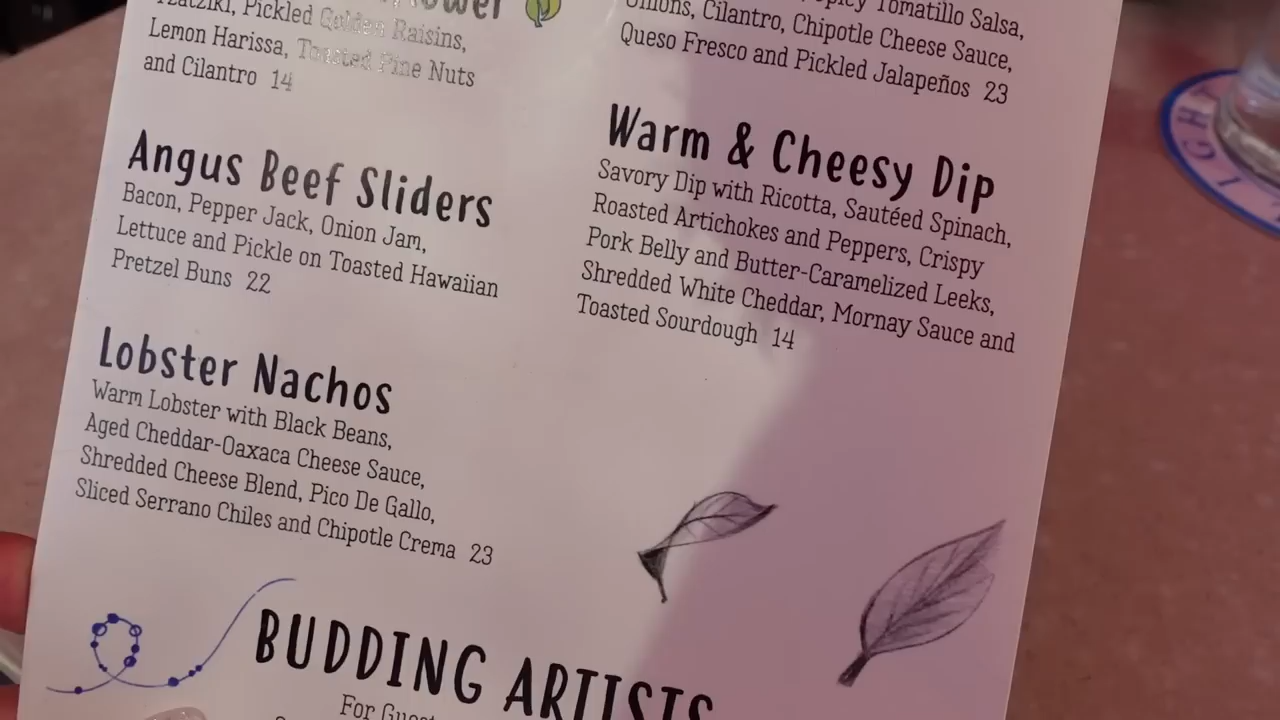 Tzatziki, Pickled Golden Raisins,
Lemon Harissa, Toasted Pine Nuts
and Cilantro 14
Angus Beef Sliders
Bacon, Pepper Jack, Onion Jam,
Lettuce and Pickle on Toasted Hawaiian
Pretzel Buns 22
Lobster Nachos
Warm Lobster with Black Beans,
Aged Cheddar-Oaxaca Cheese Sauce,
Shredded Cheese Blend, Pico De Gallo,
Sliced Serrano Chiles and Chipotle Crema 23
Spicy Tomatillo Salsa,
Onions, Cilantro, Chipotle Cheese Sauce,
Queso Fresco and Pickled Jalapeños 23
Warm & Cheesy Dip
Savory Dip with Ricotta, Sautéed Spinach,
Roasted Artichokes and Peppers, Crispy
Pork Belly and Butter-Caramelized Leeks,
Shredded White Cheddar, Mornay Sauce and
Toasted Sourdough 14
BUDDING ARTISTS
For